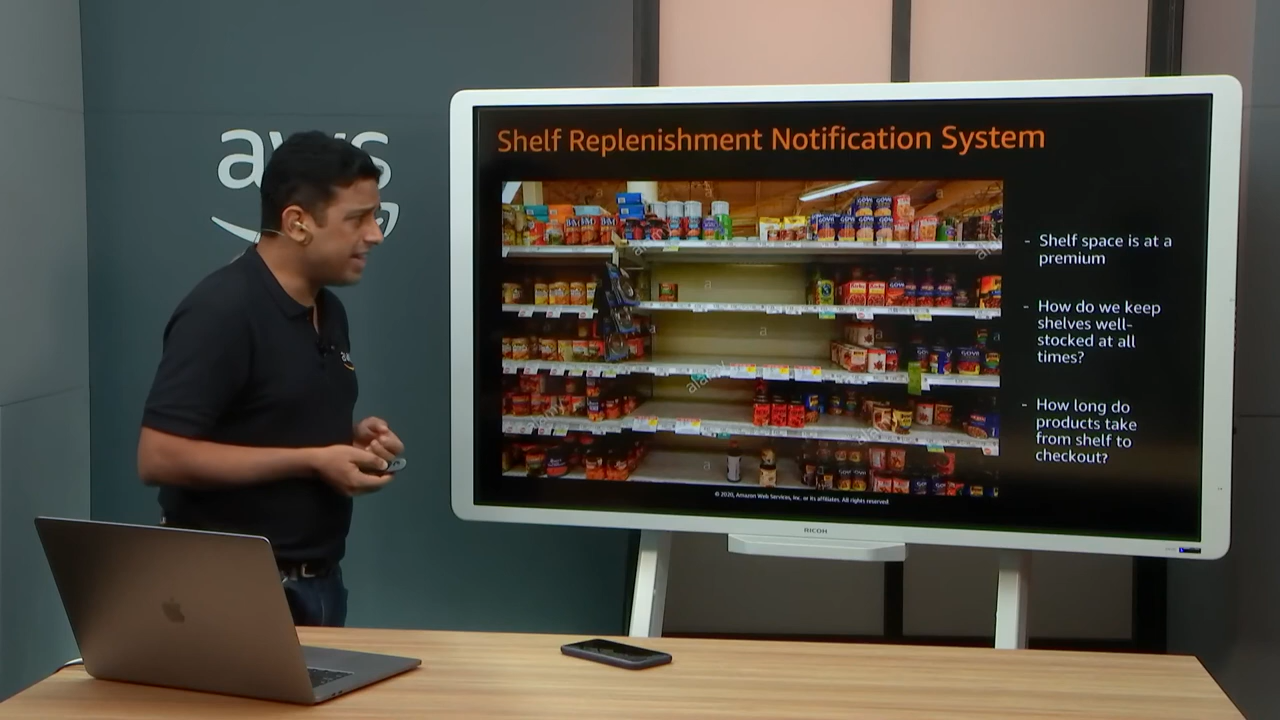 aws
Shelf Replenishment Notification System
- Shelf space is at a
premium
- How do we keep
shelves well-
stocked at all
times?
- How long do
products take
from shelf to
checkout?
© 2020, Amazon Web Services, Inc. or its affiliates. All rights reserved.
RICOH